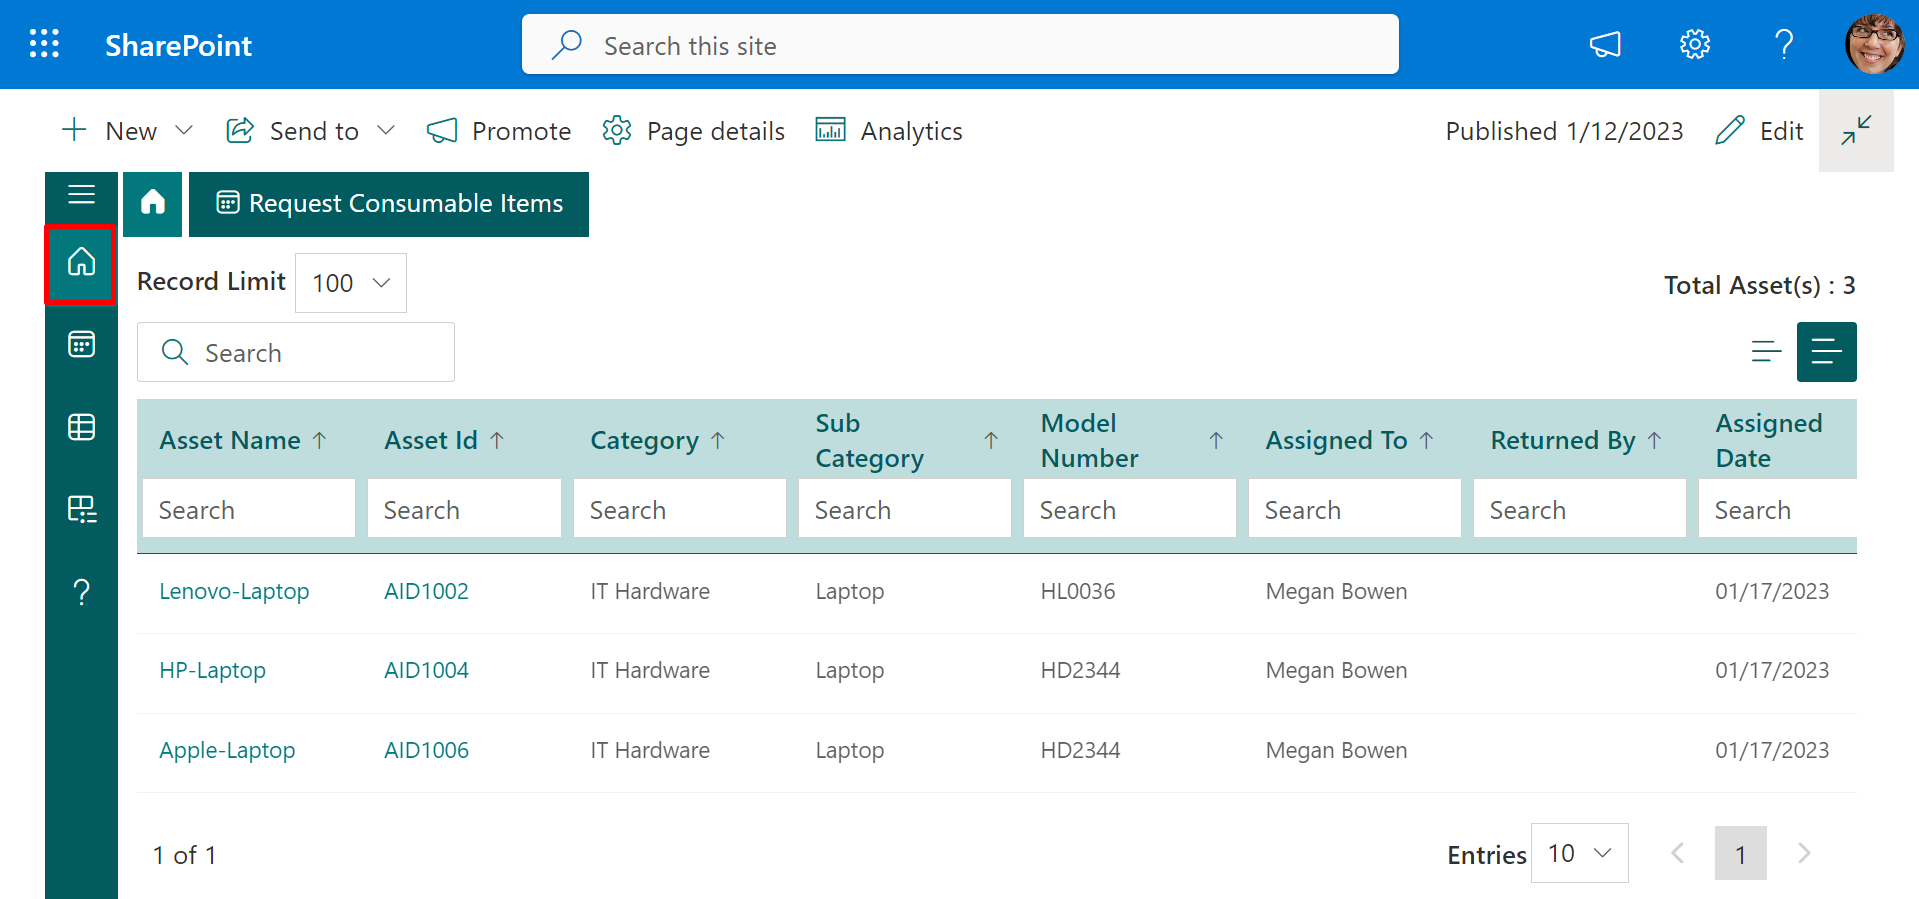 SharePoint
Search this site
New
Send to
Promote
Page details
Analytics
Published 1/12/2023
Edit
Request Consumable Items
Record Limit
100
Total Asset(s) : 3
Search
Asset Name
Asset Id
Category
Sub
Category
Model
Number
Assigned To
Returned By
Assigned
Date
Search
Search
Search
Search
Search
Search
Search
Search
Lenovo-Laptop AID1002 IT Hardware Laptop HL0036 Megan Bowen 01/17/2023
HP-Laptop AID1004 IT Hardware Laptop HD2344 Megan Bowen 01/17/2023
Apple-Laptop AID1006 IT Hardware Laptop HD2344 Megan Bowen 01/17/2023
1 of 1
Entries
10
1